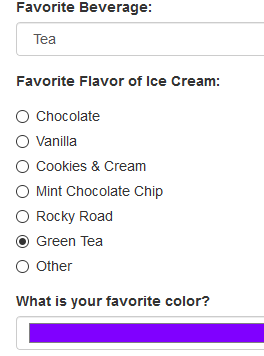 Favorite Beverage:
Tea
Favorite Flavor of Ice Cream:
Chocolate
Vanilla
Cookies & Cream
Mint Chocolate Chip
Rocky Road
Green Tea
Other
What is your favorite color?